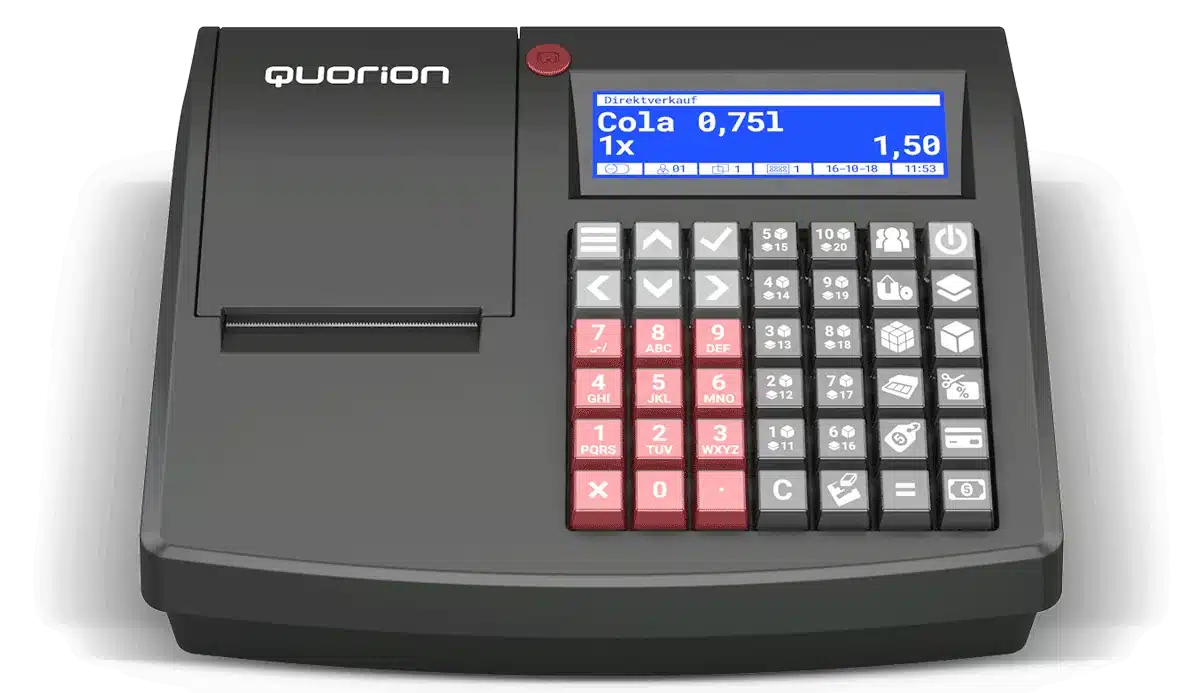 QUORION
Direktverkauf
Cola 0,75l
1x 1,50
01 1 1 16-10-18 11:53
5 15 10 20
4 14 9 19
7 8 9 3 13 8 18
.-/ ABC DEF
4 5 6 2 12 7 17
GHI JKL MNO
1 2 3 1 11 6 16 5
PQRS TUV WXYZ
× 0 . C = 5